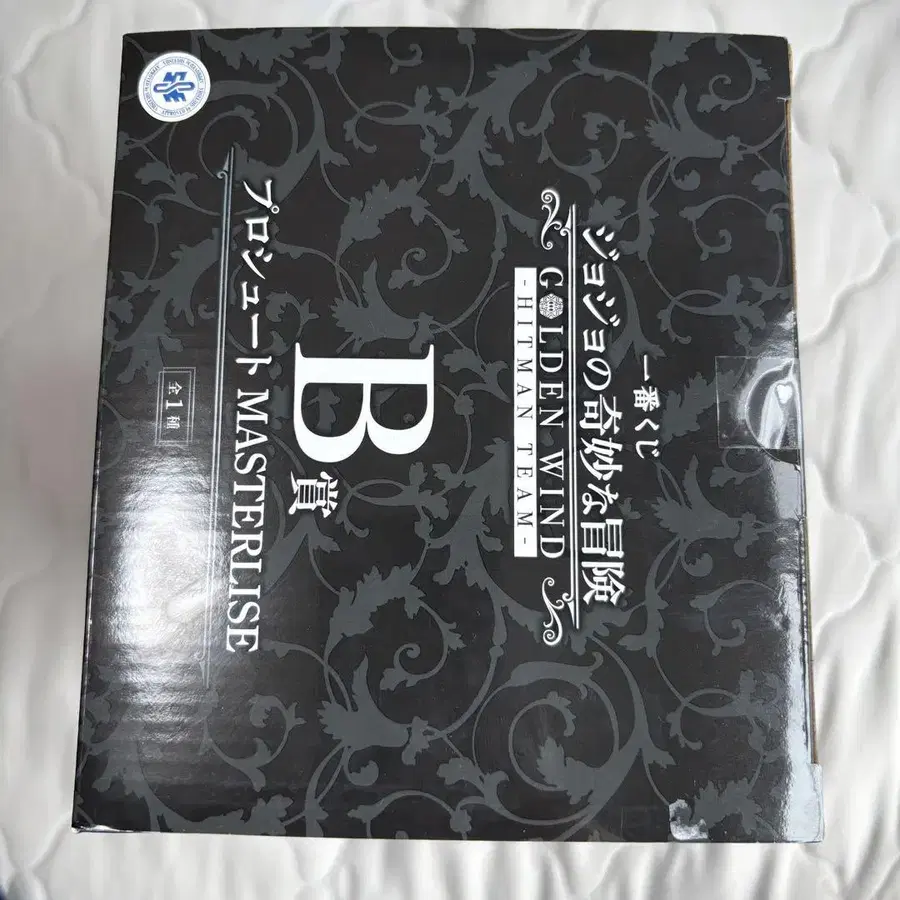 一番くじ
ジョジョの奇妙な冒険
GOLDEN WIND
-HITMAN TEAM-
B賞
プロシュート MASTERLISE
全1種